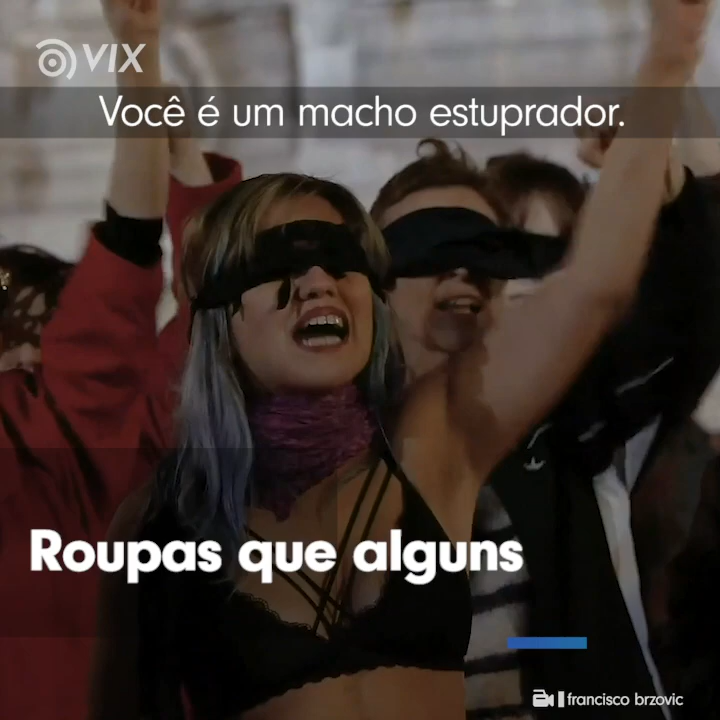 VIX
Você é um macho estuprador.
Roupas que alguns
francisco brzovic